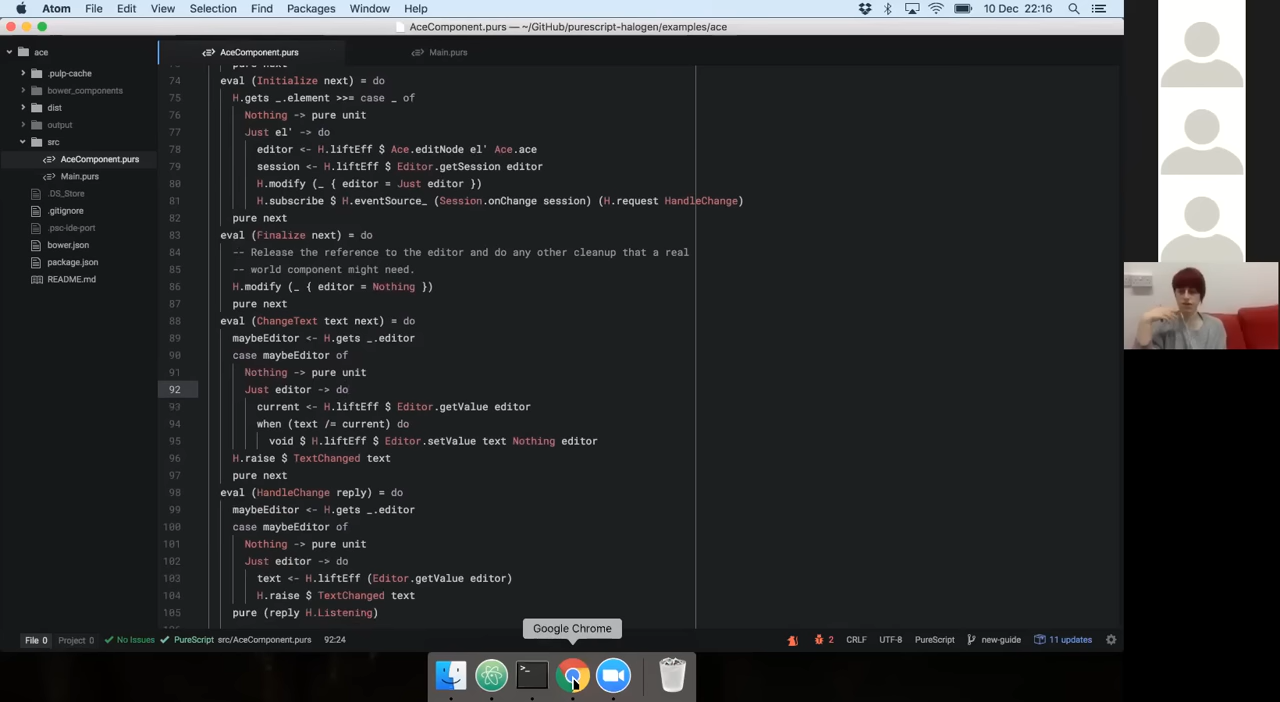 Atom File Edit View Selection Find Packages Window Help 10 Dec 22:16
AceComponent.purs — ~/GitHub/purescript-halogen/examples/ace
ace
.pulp-cache
bower_components
dist
output
src
AceComponent.purs
Main.purs
.DS_Store
.gitignore
.psc-ide-port
bower.json
package.json
README.md
AceComponent.purs Main.purs
74 eval (Initialize next) = do
75 H.gets _.element >>= case _ of
76 Nothing -> pure unit
77 Just el' -> do
78 editor <- H.liftEff $ Ace.editNode el' Ace.ace
79 session <- H.liftEff $ Editor.getSession editor
80 H.modify (_ { editor = Just editor })
81 H.subscribe $ H.eventSource_ (Session.onChange session) (H.request HandleChange)
82 pure next
83 eval (Finalize next) = do
84 -- Release the reference to the editor and do any other cleanup that a real
85 -- world component might need.
86 H.modify (_ { editor = Nothing })
87 pure next
88 eval (ChangeText text next) = do
89 maybeEditor <- H.gets _.editor
90 case maybeEditor of
91 Nothing -> pure unit
92 Just editor -> do
93 current <- H.liftEff $ Editor.getValue editor
94 when (text /= current) do
95 void $ H.liftEff $ Editor.setValue text Nothing editor
96 H.raise $ TextChanged text
97 pure next
98 eval (HandleChange reply) = do
99 maybeEditor <- H.gets _.editor
100 case maybeEditor of
101 Nothing -> pure unit
102 Just editor -> do
103 text <- H.liftEff (Editor.getValue editor)
104 H.raise $ TextChanged text
105 pure (reply H.Listening)
Google Chrome
File 0 Project 0 No Issues PureScript src/AceComponent.purs 92:24 2 CRLF UTF-8 PureScript new-guide 11 updates